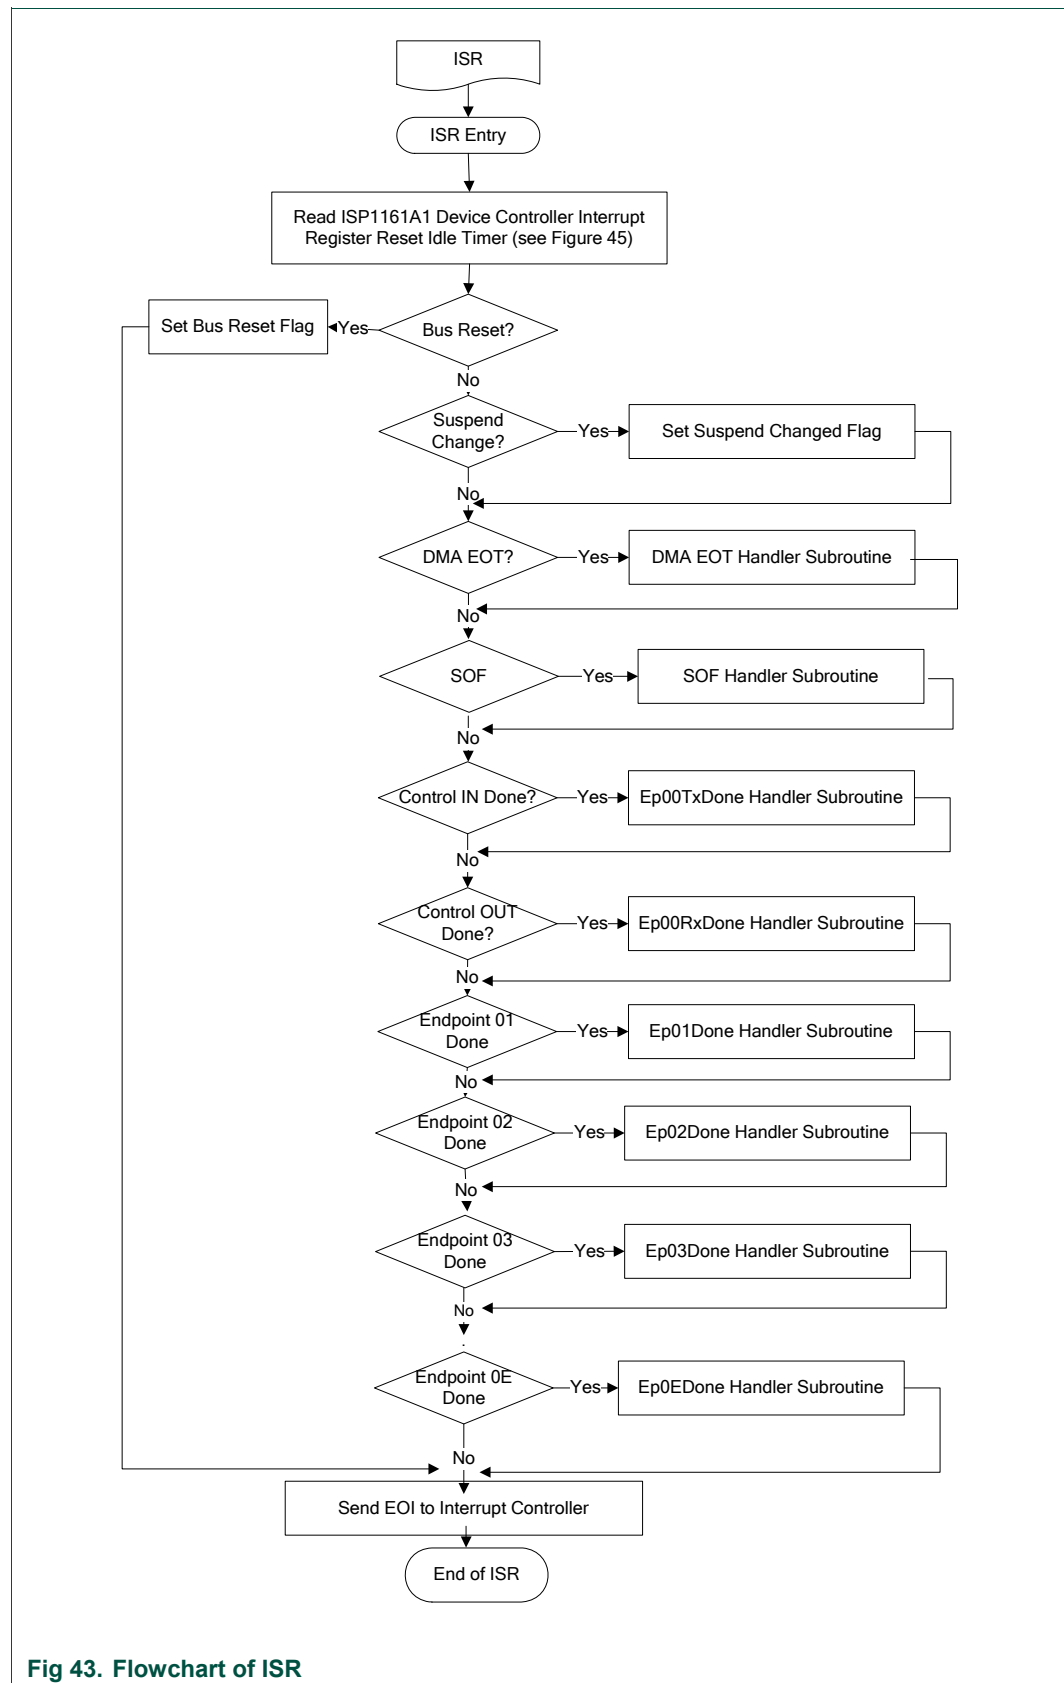 ISR
ISR Entry
Read ISP1161A1 Device Controller Interrupt
Register Reset Idle Timer (see Figure 45)
Set Bus Reset Flag
Yes
Bus Reset?
No
Suspend
Change?
Yes
Set Suspend Changed Flag
No
DMA EOT?
Yes
DMA EOT Handler Subroutine
No
SOF
Yes
SOF Handler Subroutine
No
Control IN Done?
Yes
Ep00TxDone Handler Subroutine
No
Control OUT
Done?
Yes
Ep00RxDone Handler Subroutine
No
Endpoint 01
Done
Yes
Ep01Done Handler Subroutine
No
Endpoint 02
Done
Yes
Ep02Done Handler Subroutine
No
Endpoint 03
Done
Yes
Ep03Done Handler Subroutine
No
Endpoint 0E
Done
Yes
Ep0EDone Handler Subroutine
No
Send EOI to Interrupt Controller
End of ISR
Fig 43. Flowchart of ISR